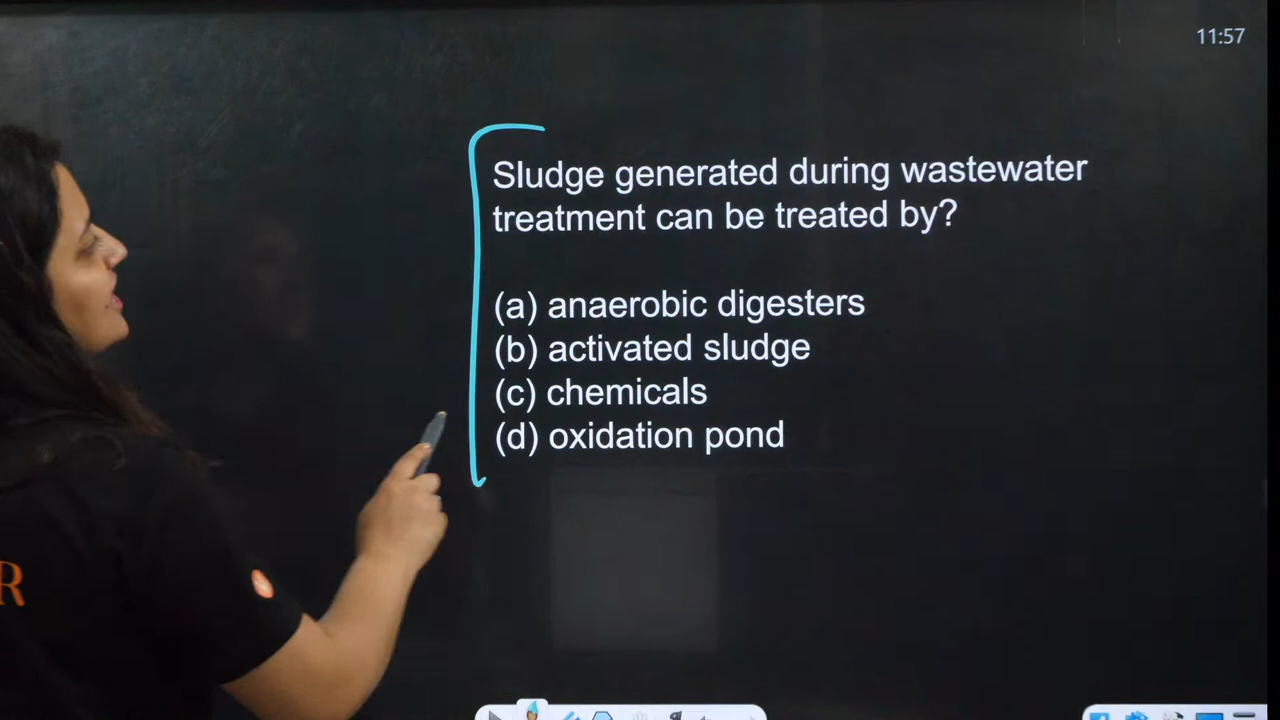 11:57
Sludge generated during wastewater
treatment can be treated by?
(a) anaerobic digesters
(b) activated sludge
(c) chemicals
(d) oxidation pond
R